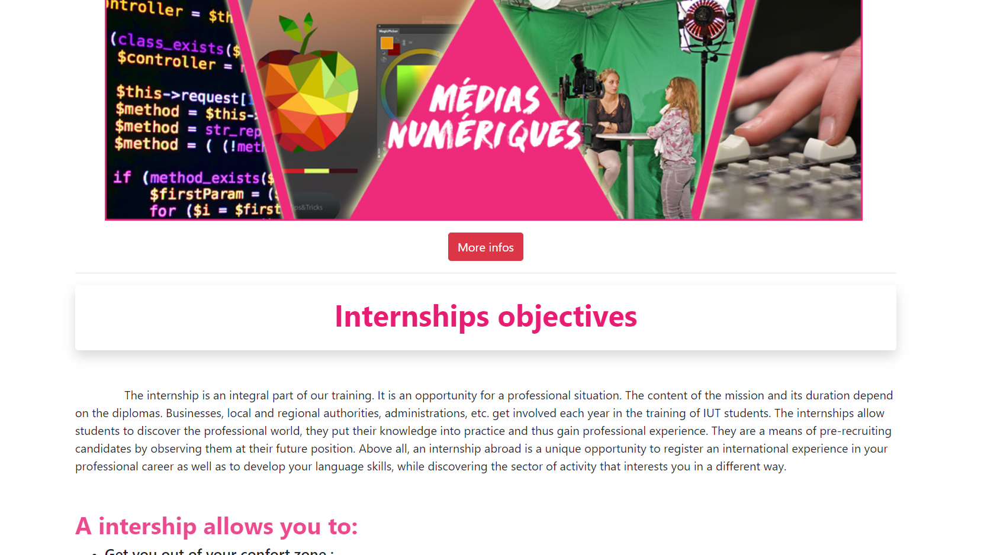 ntroller = $th
(class_exists($
$controller =
$this->request[
$method = $this->
$method = str_rep
$method = ( (!meth
if (method_exists($
$firstParam = (
for ($i = $first
MagicPicker
ips&Tricks
MÉDIAS
NUMÉRIQUES
More infos
Internships objectives
The internship is an integral part of our training. It is an opportunity for a professional situation. The content of the mission and its duration depend
on the diplomas. Businesses, local and regional authorities, administrations, etc. get involved each year in the training of IUT students. The internships allow
students to discover the professional world, they put their knowledge into practice and thus gain professional experience. They are a means of pre-recruiting
candidates by observing them at their future position. Above all, an internship abroad is a unique opportunity to register an international experience in your
professional career as well as to develop your language skills, while discovering the sector of activity that interests you in a different way.
A intership allows you to:
• Get you out of your confort zone :